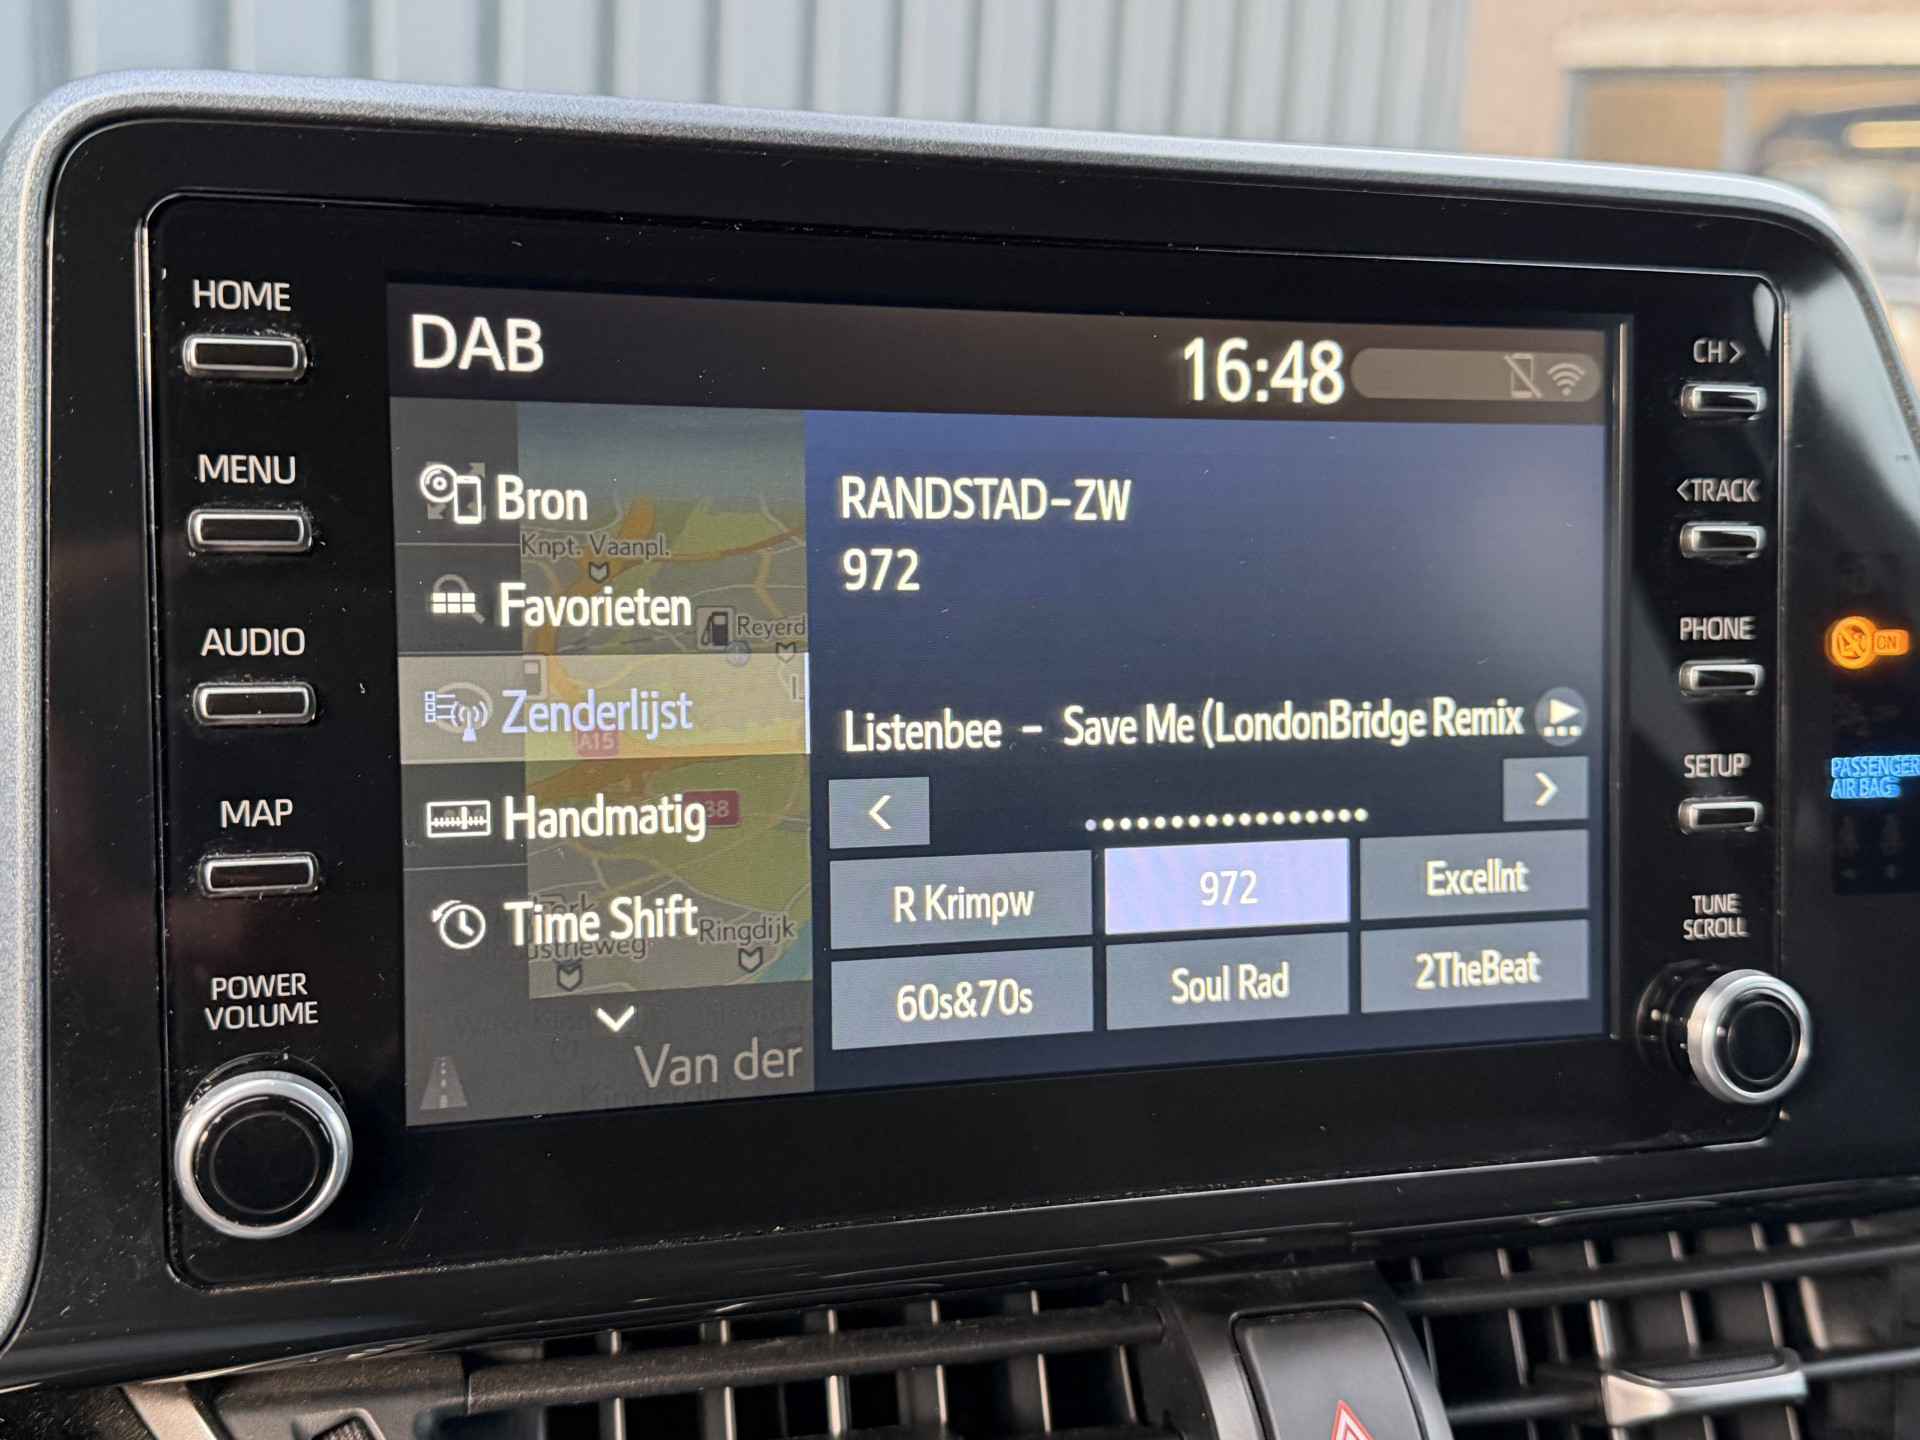 HOME
MENU
AUDIO
MAP
POWER
VOLUME
DAB
16:48
Bron
Favorieten
Zenderlijst
Handmatig
Time Shift
Knpt. Vaanpl.
Reyerd
A15
38
Ringdijk
Van der
RANDSTAD-ZW
972
Listenbee - Save Me (LondonBridge Remix
R Krimpw
972
Excellnt
60s&70s
Soul Rad
2TheBeat
CH>
<TRACK
PHONE
SETUP
TUNE
SCROLL
ON
PASSENGER
AIR BAG